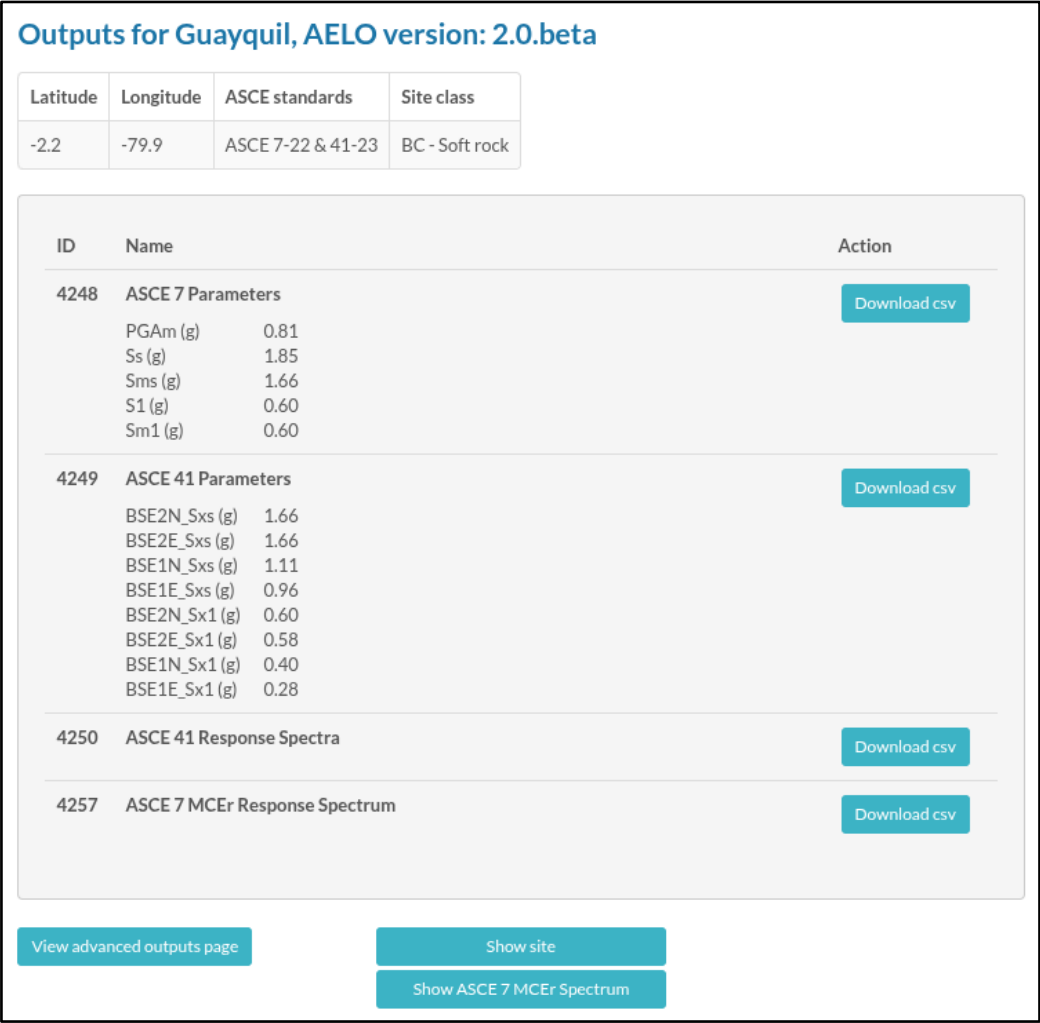 Outputs for Guayquil, AELO version: 2.0.beta
Latitude Longitude ASCE standards Site class
-2.2 -79.9 ASCE 7-22 & 41-23 BC - Soft rock
ID Name Action
4248 ASCE 7 Parameters Download csv
PGAm (g) 0.81
Ss (g) 1.85
Sms (g) 1.66
S1 (g) 0.60
Sm1 (g) 0.60
4249 ASCE 41 Parameters Download csv
BSE2N_Sxs (g) 1.66
BSE2E_Sxs (g) 1.66
BSE1N_Sxs (g) 1.11
BSE1E_Sxs (g) 0.96
BSE2N_Sx1 (g) 0.60
BSE2E_Sx1 (g) 0.58
BSE1N_Sx1 (g) 0.40
BSE1E_Sx1 (g) 0.28
4250 ASCE 41 Response Spectra Download csv
4257 ASCE 7 MCEr Response Spectrum Download csv
View advanced outputs page Show site
Show ASCE 7 MCEr Spectrum